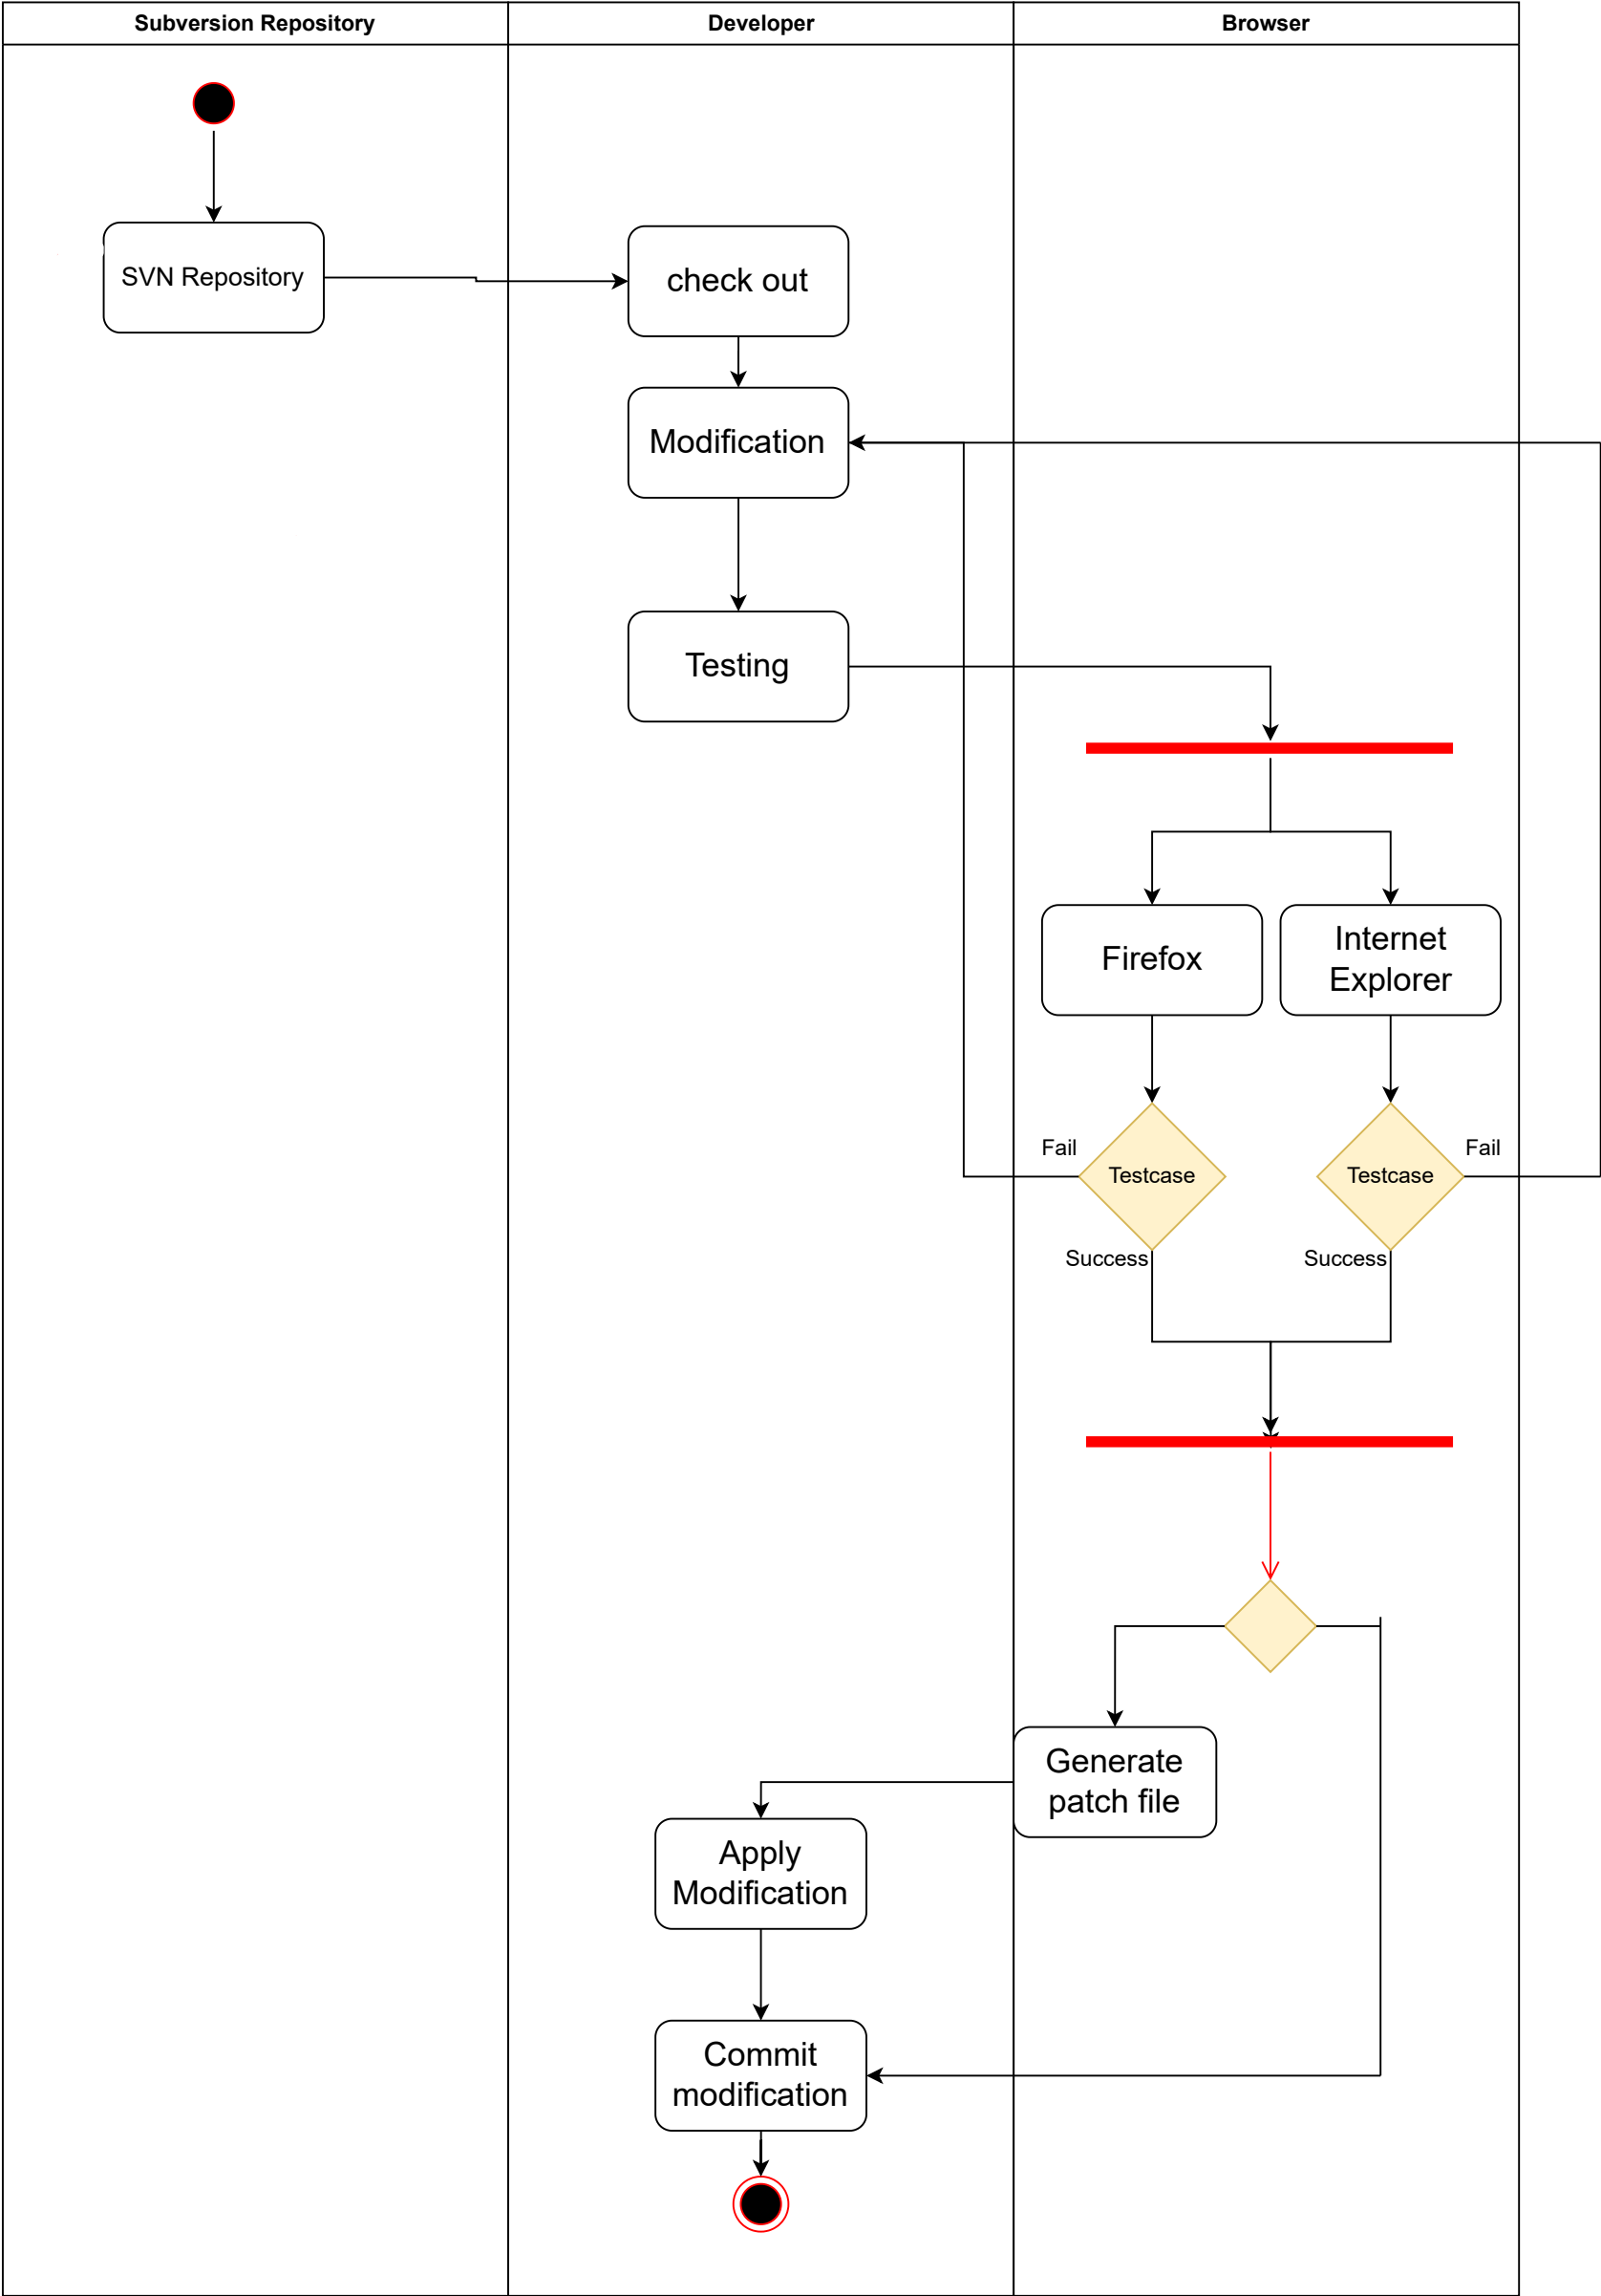 Subversion Repository
Developer
Browser
SVN Repository
check out
Modification
Testing
Firefox
Internet
Explorer
Fail
Testcase
Testcase
Fail
Success
Success
Generate
patch file
Apply
Modification
Commit
modification